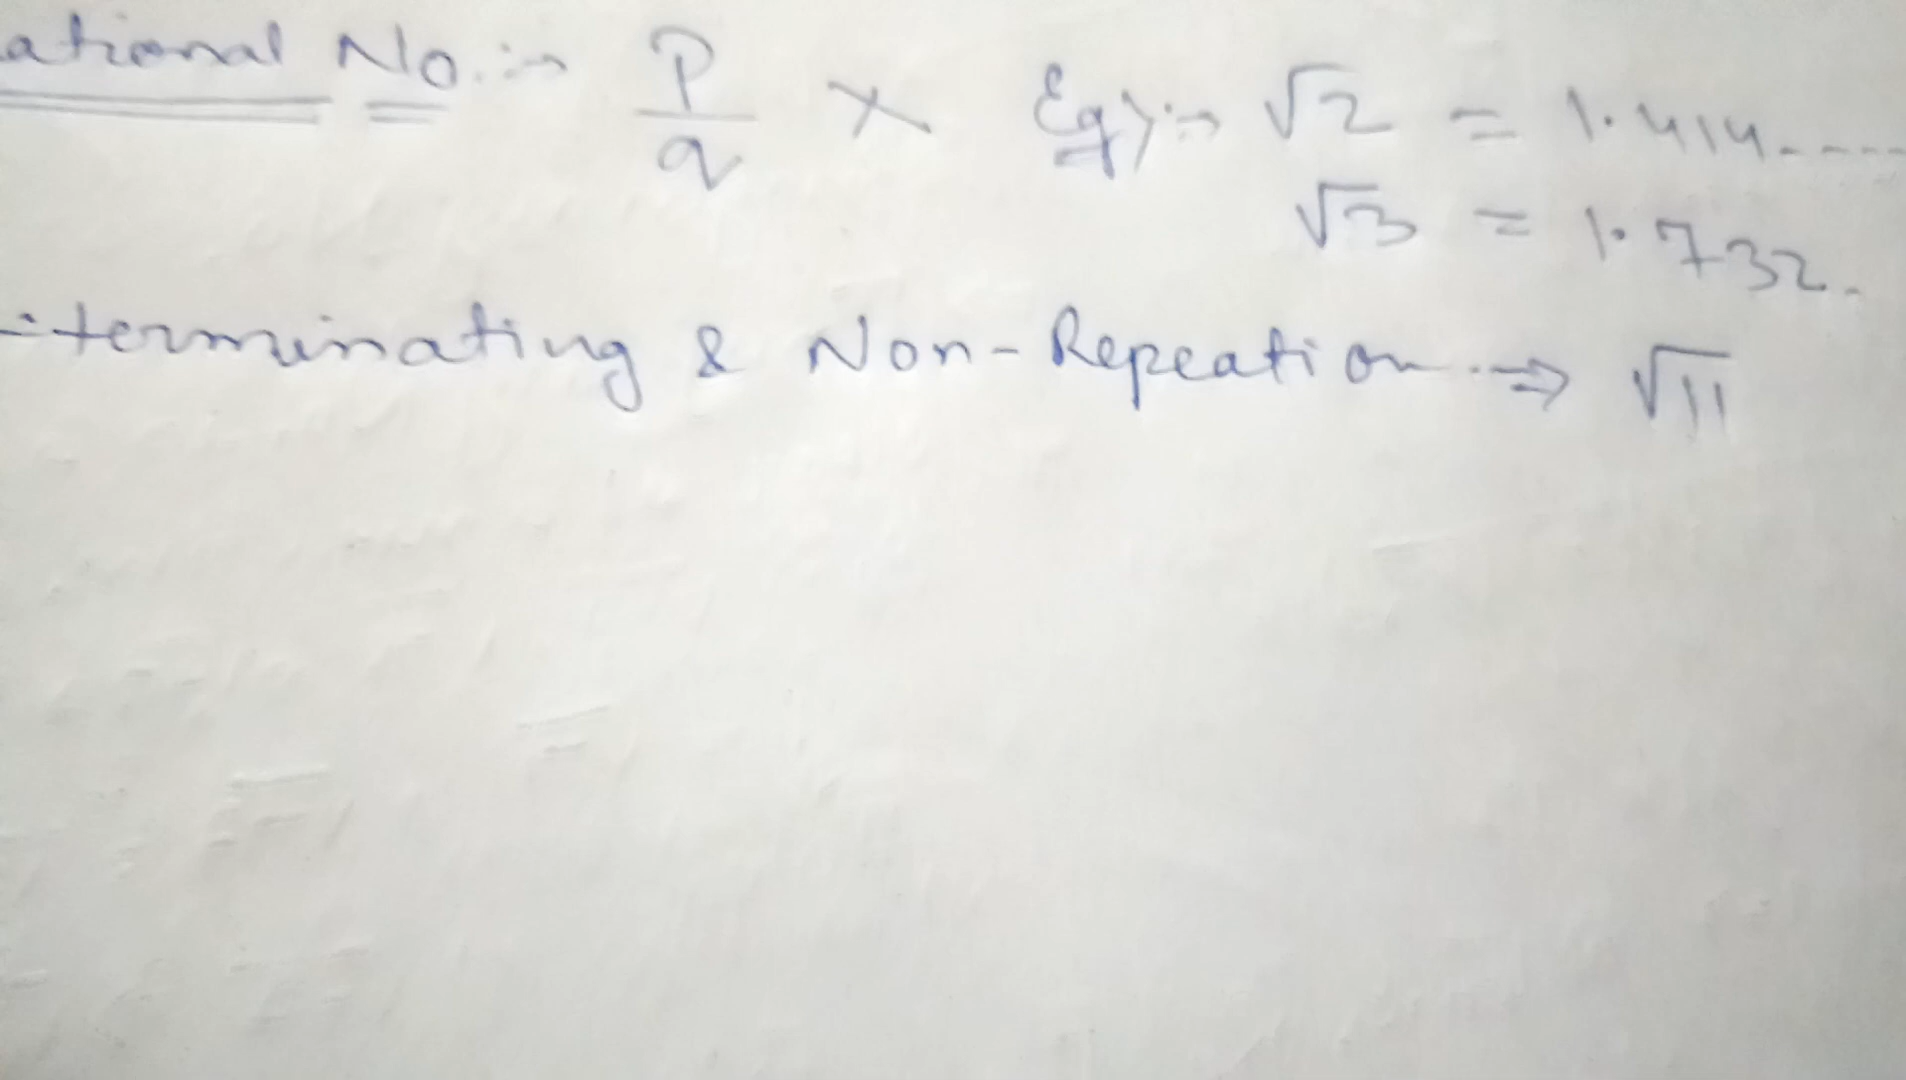 ational No. :→ P/q × Eg):→ √2 = 1.414.----
√3 = 1.732.
-terminating & Non-Repeation. ⇒ √11